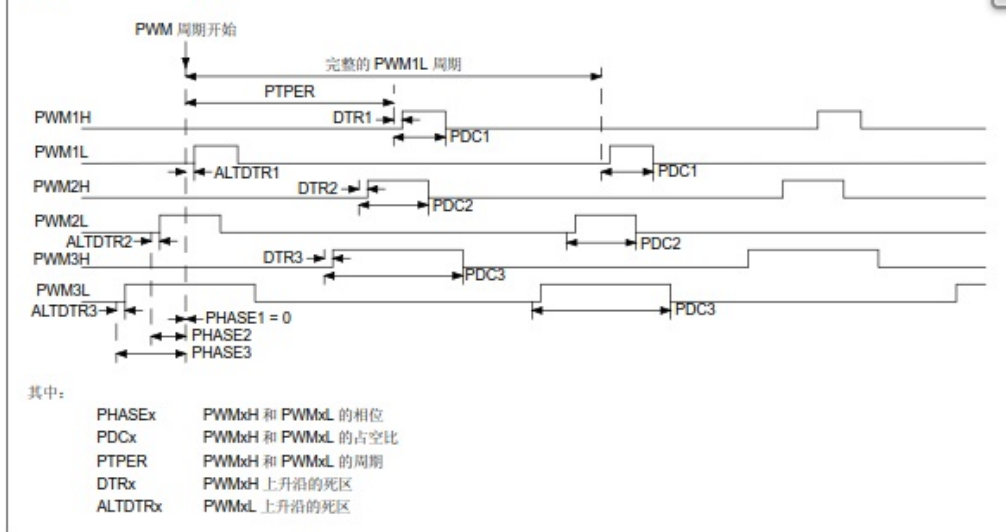 PWM 周期开始
完整的 PWM1L 周期
PTPER
PWM1H
DTR1
PDC1
PWM1L
ALTDTR1
PDC1
PWM2H
DTR2
PDC2
PWM2L
ALTDTR2
PDC2
PWM3H
DTR3
PDC3
PWM3L
ALTDTR3
PHASE1 = 0
PDC3
PHASE2
PHASE3
其中：
PHASEx PWMxH 和 PWMxL 的相位
PDCx PWMxH 和 PWMxL 的占空比
PTPER PWMxH 和 PWMxL 的周期
DTRx PWMxH 上升沿的死区
ALTDTRx PWMxL 上升沿的死区